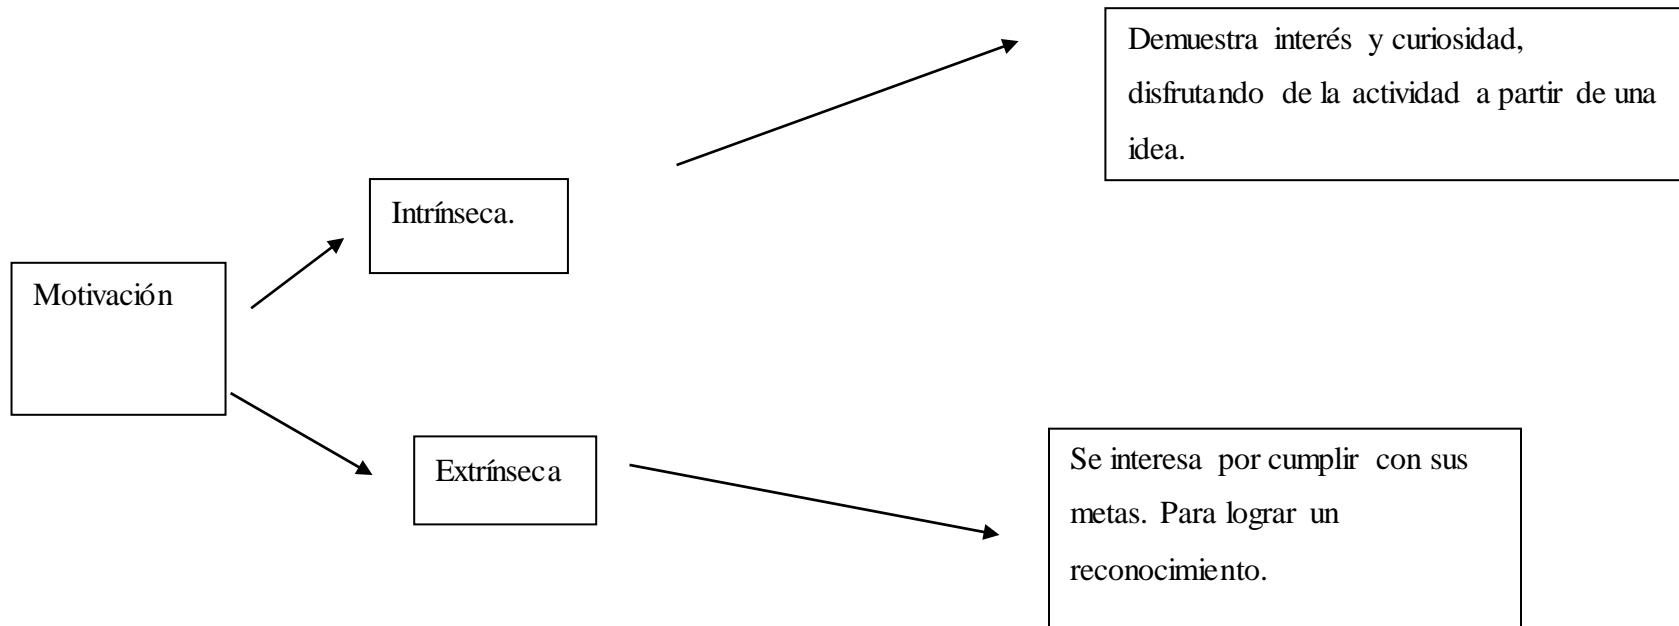 Demuestra interés y curiosidad,
disfrutando de la actividad a partir de una
idea.
Intrínseca.
Motivación
Extrínseca
Se interesa por cumplir con sus
metas. Para lograr un
reconocimiento.